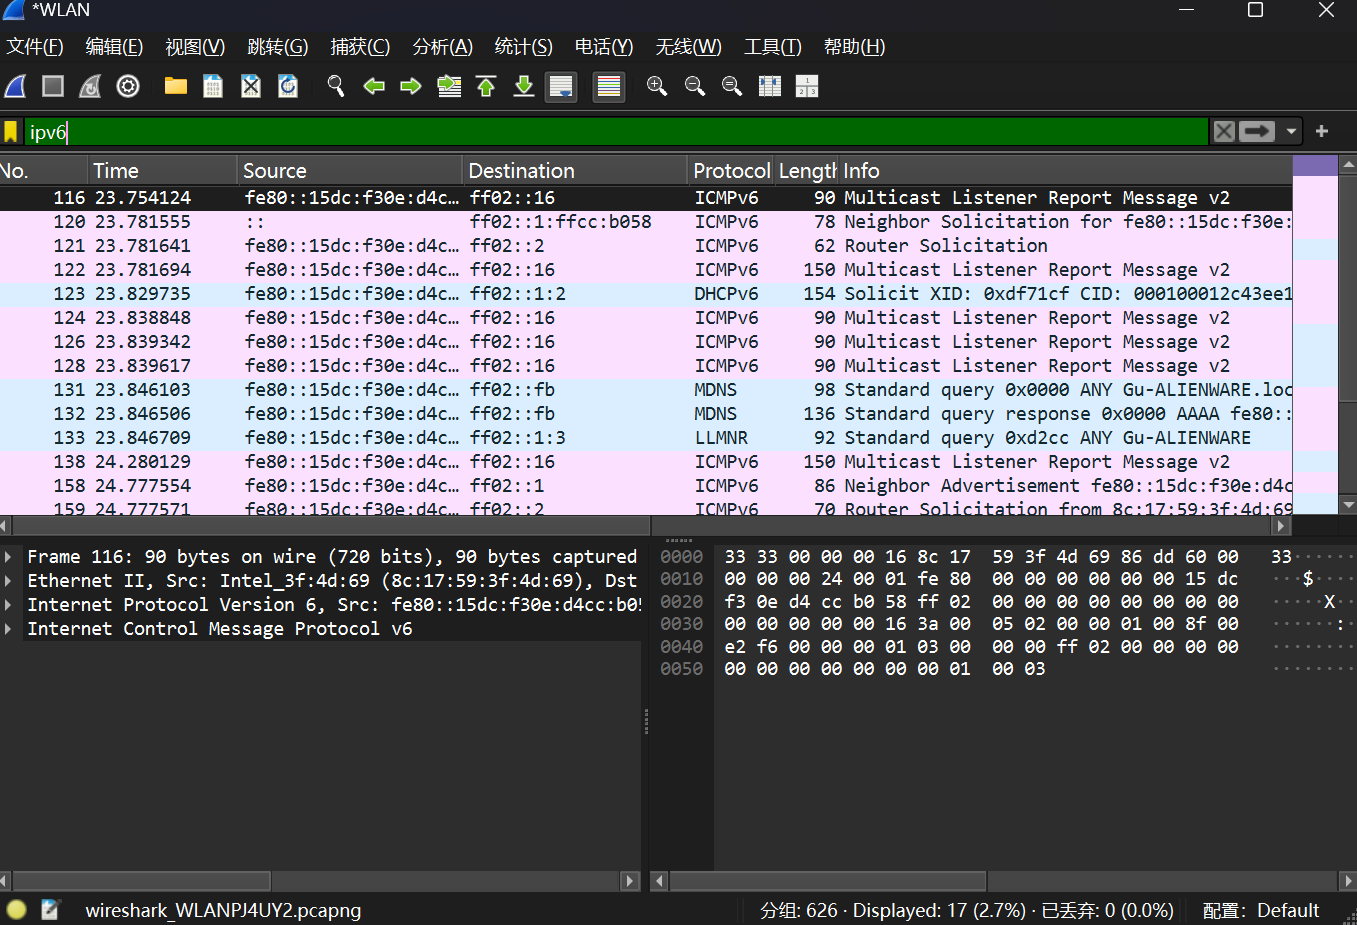 *WLAN
文件(F) 编辑(E) 视图(V) 跳转(G) 捕获(C) 分析(A) 统计(S) 电话(Y) 无线(W) 工具(T) 帮助(H)
ipv6
No. Time Source Destination Protocol Length Info
116 23.754124 fe80::15dc:f30e:d4c… ff02::16 ICMPv6 90 Multicast Listener Report Message v2
120 23.781555 :: ff02::1:ffcc:b058 ICMPv6 78 Neighbor Solicitation for fe80::15dc:f30e:
121 23.781641 fe80::15dc:f30e:d4c… ff02::2 ICMPv6 62 Router Solicitation
122 23.781694 fe80::15dc:f30e:d4c… ff02::16 ICMPv6 150 Multicast Listener Report Message v2
123 23.829735 fe80::15dc:f30e:d4c… ff02::1:2 DHCPv6 154 Solicit XID: 0xdf71cf CID: 000100012c43ee1
124 23.838848 fe80::15dc:f30e:d4c… ff02::16 ICMPv6 90 Multicast Listener Report Message v2
126 23.839342 fe80::15dc:f30e:d4c… ff02::16 ICMPv6 90 Multicast Listener Report Message v2
128 23.839617 fe80::15dc:f30e:d4c… ff02::16 ICMPv6 90 Multicast Listener Report Message v2
131 23.846103 fe80::15dc:f30e:d4c… ff02::fb MDNS 98 Standard query 0x0000 ANY Gu-ALIENWARE.loc
132 23.846506 fe80::15dc:f30e:d4c… ff02::fb MDNS 136 Standard query response 0x0000 AAAA fe80::
133 23.846709 fe80::15dc:f30e:d4c… ff02::1:3 LLMNR 92 Standard query 0xd2cc ANY Gu-ALIENWARE
138 24.280129 fe80::15dc:f30e:d4c… ff02::16 ICMPv6 150 Multicast Listener Report Message v2
158 24.777554 fe80::15dc:f30e:d4c… ff02::1 ICMPv6 86 Neighbor Advertisement fe80::15dc:f30e:d4c
159 24.777571 fe80::15dc:f30e:d4c… ff02::2 ICMPv6 70 Router Solicitation from 8c:17:59:3f:4d:69
Frame 116: 90 bytes on wire (720 bits), 90 bytes captured
Ethernet II, Src: Intel_3f:4d:69 (8c:17:59:3f:4d:69), Dst
Internet Protocol Version 6, Src: fe80::15dc:f30e:d4cc:b05
Internet Control Message Protocol v6
0000 33 33 00 00 00 16 8c 17 59 3f 4d 69 86 dd 60 00 33······
0010 00 00 00 24 00 01 fe 80 00 00 00 00 00 00 15 dc ···$····
0020 f3 0e d4 cc b0 58 ff 02 00 00 00 00 00 00 00 00 ·····X··
0030 00 00 00 00 00 16 3a 00 05 02 00 00 01 00 8f 00 ······:·
0040 e2 f6 00 00 00 01 03 00 00 00 ff 02 00 00 00 00 ········
0050 00 00 00 00 00 00 00 01 00 03 ········
wireshark_WLANPJ4UY2.pcapng 分组: 626 · Displayed: 17 (2.7%) · 已丢弃: 0 (0.0%) 配置: Default